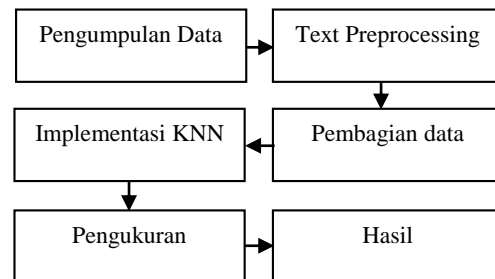 Pengumpulan Data
Text Preprocessing
Pembagian data
Implementasi KNN
Pengukuran
Hasil